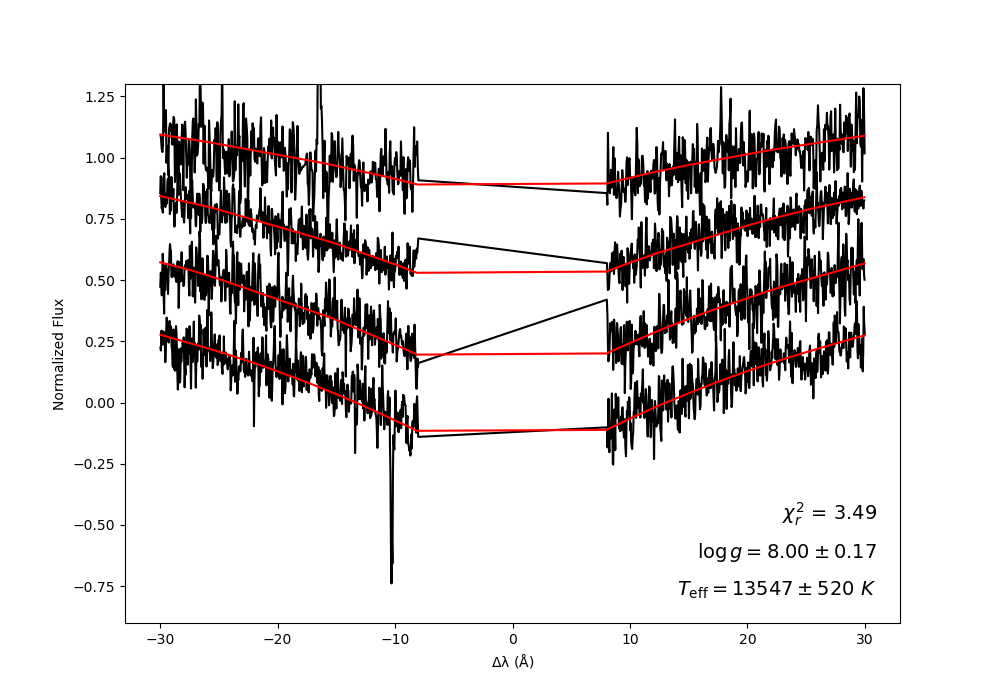 1.25
1.00
0.75
0.50
0.25
0.00
−0.25
−0.50
−0.75
Normalized Flux
χ²ᵣ = 3.49
log g = 8.00 ± 0.17
T_eff = 13547 ± 520 K
−30 −20 −10 0 10 20 30
Δλ (Å)